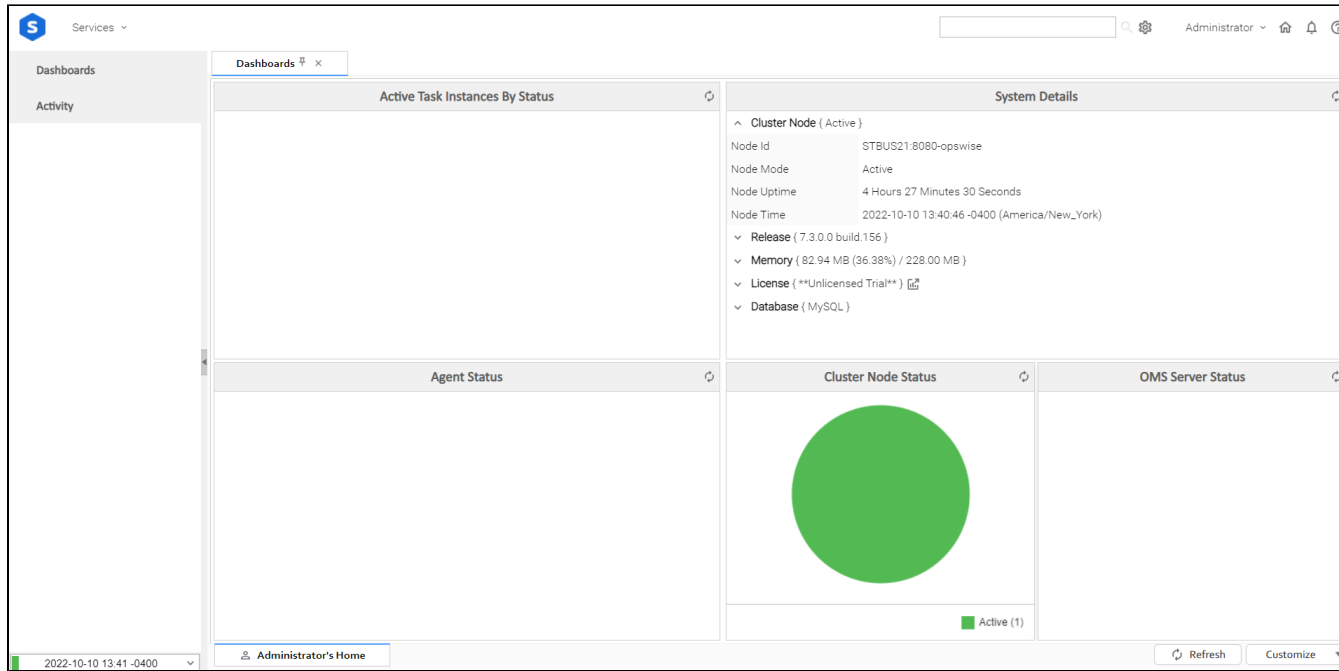 S Services Administrator
Dashboards
Activity
Dashboards
Active Task Instances By Status
System Details
Cluster Node { Active }
Node Id STBUS21:8080-opswise
Node Mode Active
Node Uptime 4 Hours 27 Minutes 30 Seconds
Node Time 2022-10-10 13:40:46 -0400 (America/New_York)
Release { 7.3.0.0 build.156 }
Memory { 82.94 MB (36.38%) / 228.00 MB }
License { **Unlicensed Trial** }
Database { MySQL }
Agent Status
Cluster Node Status
OMS Server Status
Active (1)
2022-10-10 13:41 -0400
Administrator's Home
Refresh Customize